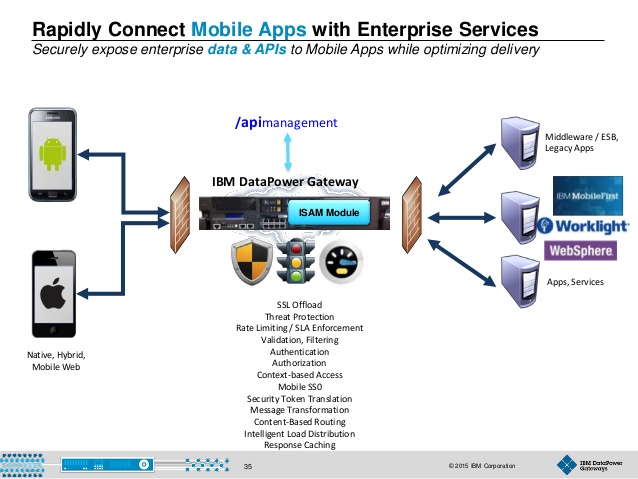 Rapidly Connect Mobile Apps with Enterprise Services
Securely expose enterprise data & APIs to Mobile Apps while optimizing delivery
/apimanagement
IBM DataPower Gateway
ISAM Module
Middleware / ESB,
Legacy Apps
IBM MobileFirst
Worklight
WebSphere.
Apps, Services
Native, Hybrid,
Mobile Web
SSL Offload
Threat Protection
Rate Limiting / SLA Enforcement
Validation, Filtering
Authentication
Authorization
Context-based Access
Mobile SS0
Security Token Translation
Message Transformation
Content-Based Routing
Intelligent Load Distribution
Response Caching
35
© 2015 IBM Corporation
IBM DataPower
Gateways